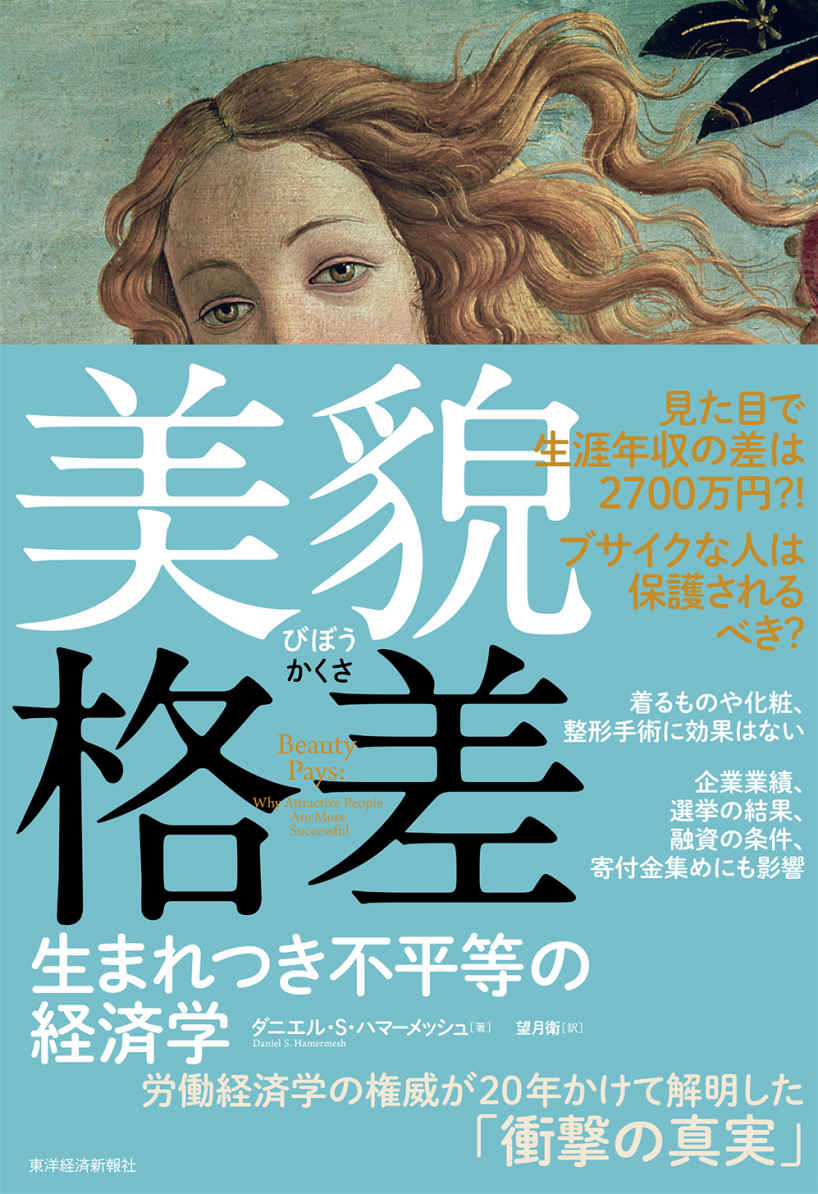 美貌
びぼう
格差
かくさ
Beauty
Pays:
Why Attractive People
Are More
Successful
見た目で
生涯年収の差は
2700万円?!
ブサイクな人は
保護される
べき?
着るものや化粧、
整形手術に効果はない
企業業績、
選挙の結果、
融資の条件、
寄付金集めにも影響
生まれつき不平等の
経済学
ダニエル・S・ハマーメッシュ[著] 望月衛[訳]
Daniel S. Hamermesh
労働経済学の権威が20年かけて解明した
「衝撃の真実」
東洋経済新報社